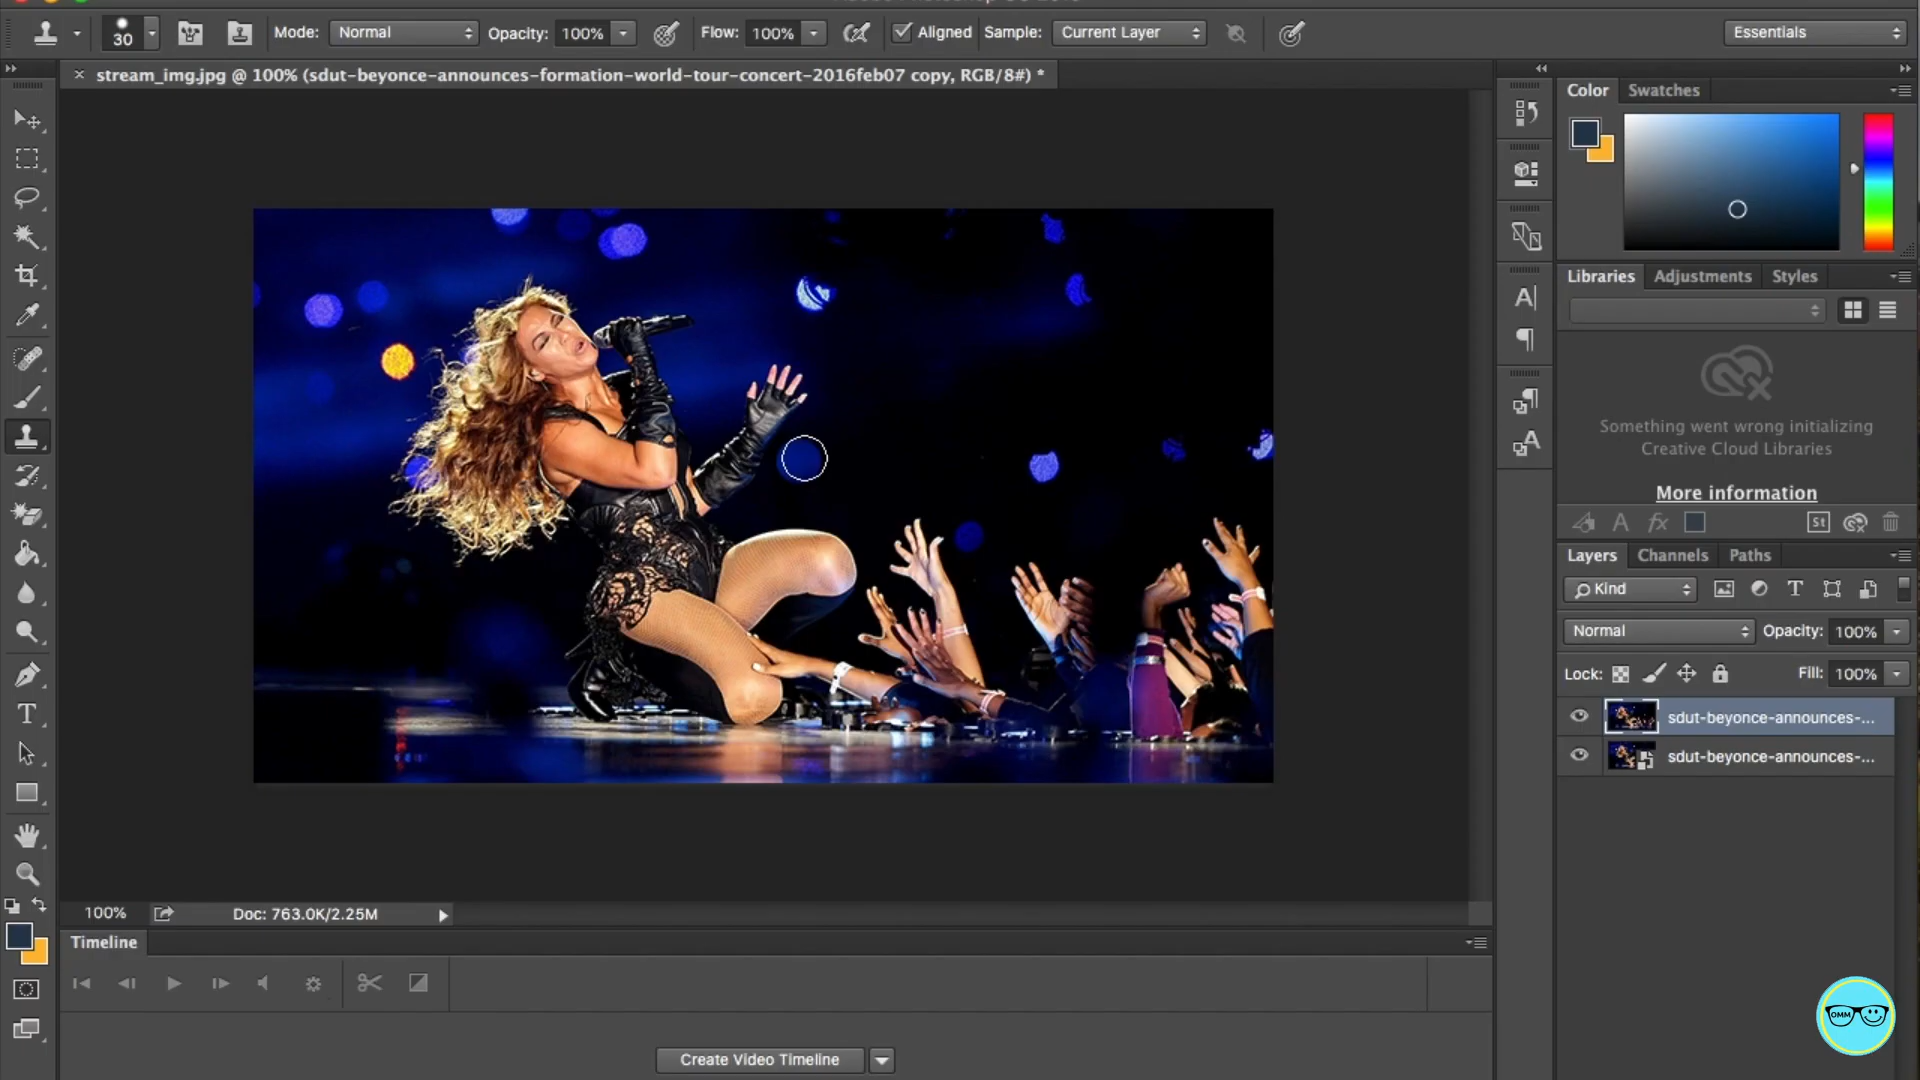 30
Mode: Normal
Opacity: 100%
Flow: 100%
Aligned
Sample: Current Layer
Essentials
× stream_img.jpg @ 100% (sdut-beyonce-announces-formation-world-tour-concert-2016feb07 copy, RGB/8#) *
Color
Swatches
Libraries
Adjustments
Styles
Something went wrong initializing
Creative Cloud Libraries
More information
A fx
St
Layers
Channels
Paths
Kind
T
Normal
Opacity: 100%
Lock:
Fill: 100%
sdut-beyonce-announces-...
sdut-beyonce-announces-...
100%
Doc: 763.0K/2.25M
Timeline
Create Video Timeline
OMM